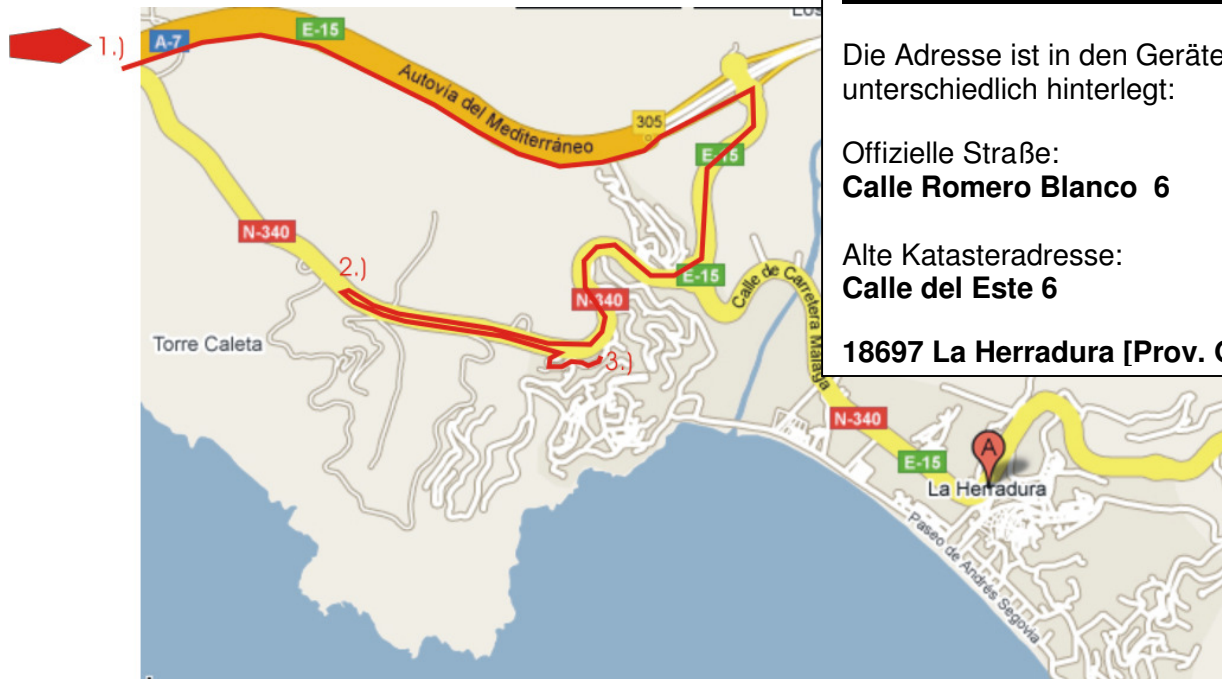 1.)
A-7
E-15
Autovía del Mediterráneo
305
E-15
N-340
2.)
E-15
Calle de Carretera Málaga
N-340
Torre Caleta
3.)
N-340
E-15
A
La Herradura
Paseo de Andrés Segovia
Die Adresse ist in den Geräte
unterschiedlich hinterlegt:
Offizielle Straße:
Calle Romero Blanco 6
Alte Katasteradresse:
Calle del Este 6
18697 La Herradura [Prov.